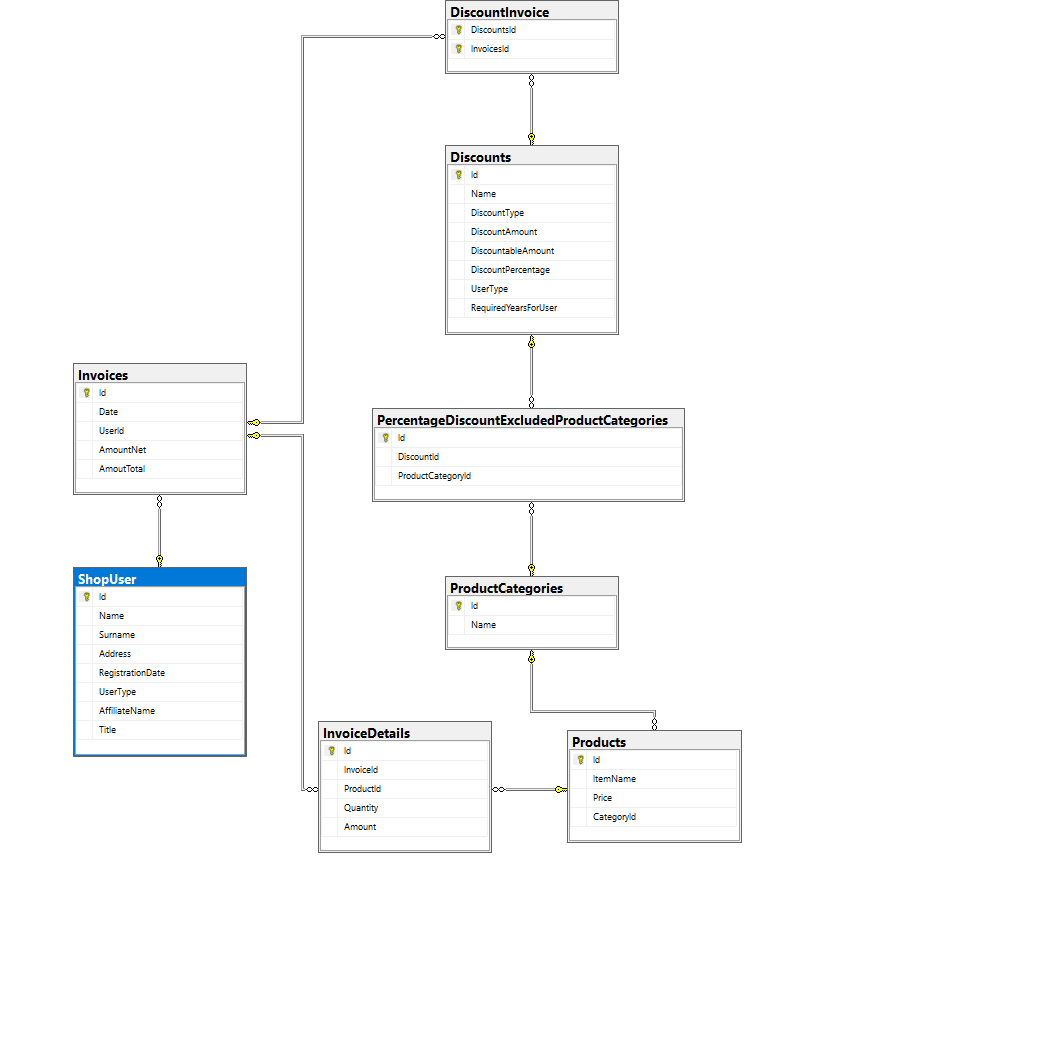 DiscountInvoice
DiscountsId
InvoicesId
Discounts
Id
Name
DiscountType
DiscountAmount
DiscountableAmount
DiscountPercentage
UserType
RequiredYearsForUser
Invoices
Id
Date
UserId
AmountNet
AmoutTotal
PercentageDiscountExcludedProductCategories
Id
DiscountId
ProductCategoryId
ShopUser
Id
Name
Surname
Address
RegistrationDate
UserType
AffiliateName
Title
ProductCategories
Id
Name
InvoiceDetails
Id
InvoiceId
ProductId
Quantity
Amount
Products
Id
ItemName
Price
CategoryId